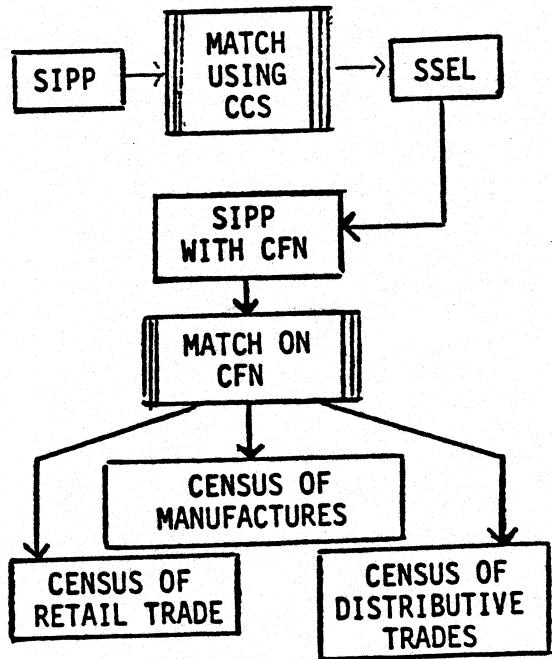 SIPP
MATCH
USING
CCS
SSEL
SIPP
WITH CFN
MATCH ON
CFN
CENSUS OF
MANUFACTURES
CENSUS OF
RETAIL TRADE
CENSUS OF
DISTRIBUTIVE
TRADES